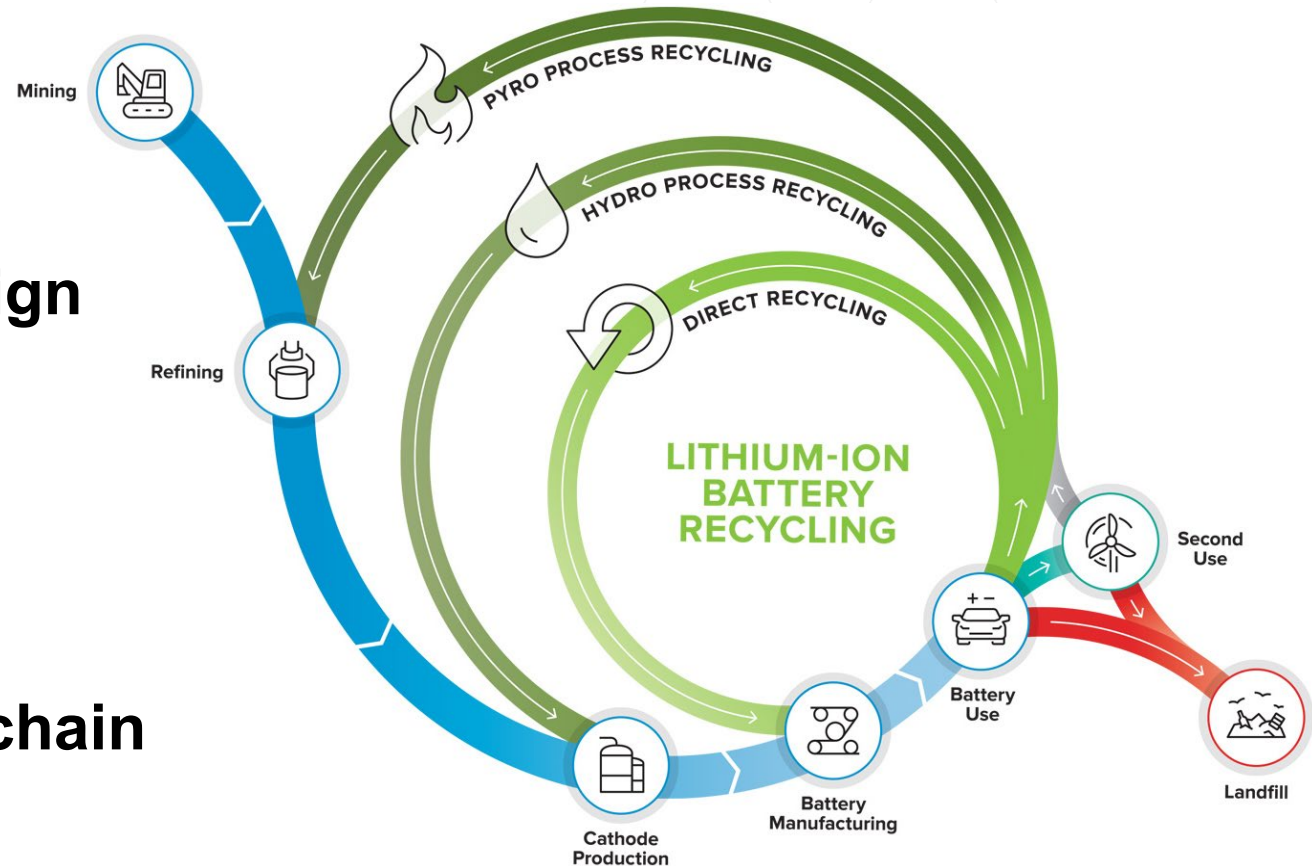 Mining
PYRO PROCESS RECYCLING
HYDRO PROCESS RECYCLING
ign
DIRECT RECYCLING
Refining
LITHIUM-ION
BATTERY
RECYCLING
Second
Use
+ -
Battery
Use
chain
Landfill
Battery
Manufacturing
Cathode
Production